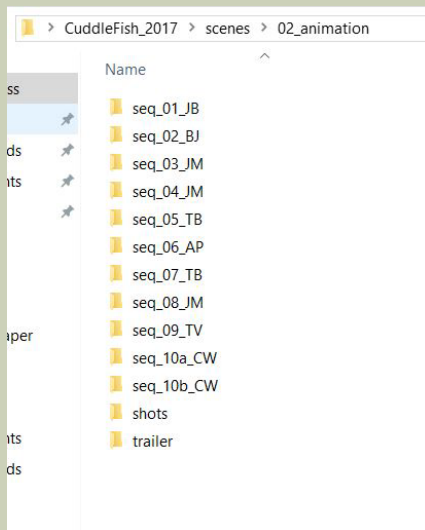 CuddleFish_2017 > scenes > 02_animation
Name
seq_01_JB
seq_02_BJ
seq_03_JM
seq_04_JM
seq_05_TB
seq_06_AP
seq_07_TB
seq_08_JM
seq_09_TV
seq_10a_CW
seq_10b_CW
shots
trailer
ss
ds
nts
aper
nts
ds